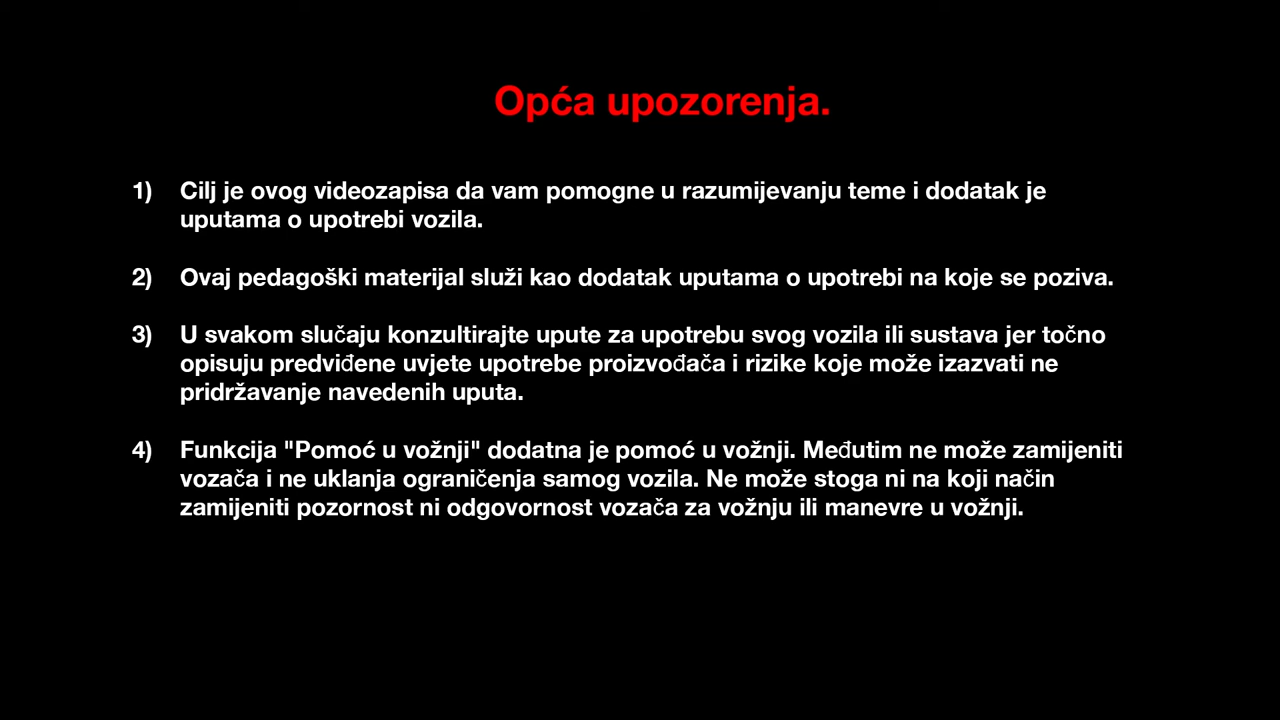 Opća upozorenja.
1) Cilj je ovog videozapisa da vam pomogne u razumijevanju teme i dodatak je
uputama o upotrebi vozila.
2) Ovaj pedagoški materijal služi kao dodatak uputama o upotrebi na koje se poziva.
3) U svakom slučaju konzultirajte upute za upotrebu svog vozila ili sustava jer točno
opisuju predviđene uvjete upotrebe proizvođača i rizike koje može izazvati ne
pridržavanje navedenih uputa.
4) Funkcija "Pomoć u vožnji" dodatna je pomoć u vožnji. Međutim ne može zamijeniti
vozača i ne uklanja ograničenja samog vozila. Ne može stoga ni na koji način
zamijeniti pozornost ni odgovornost vozača za vožnju ili manevre u vožnji.